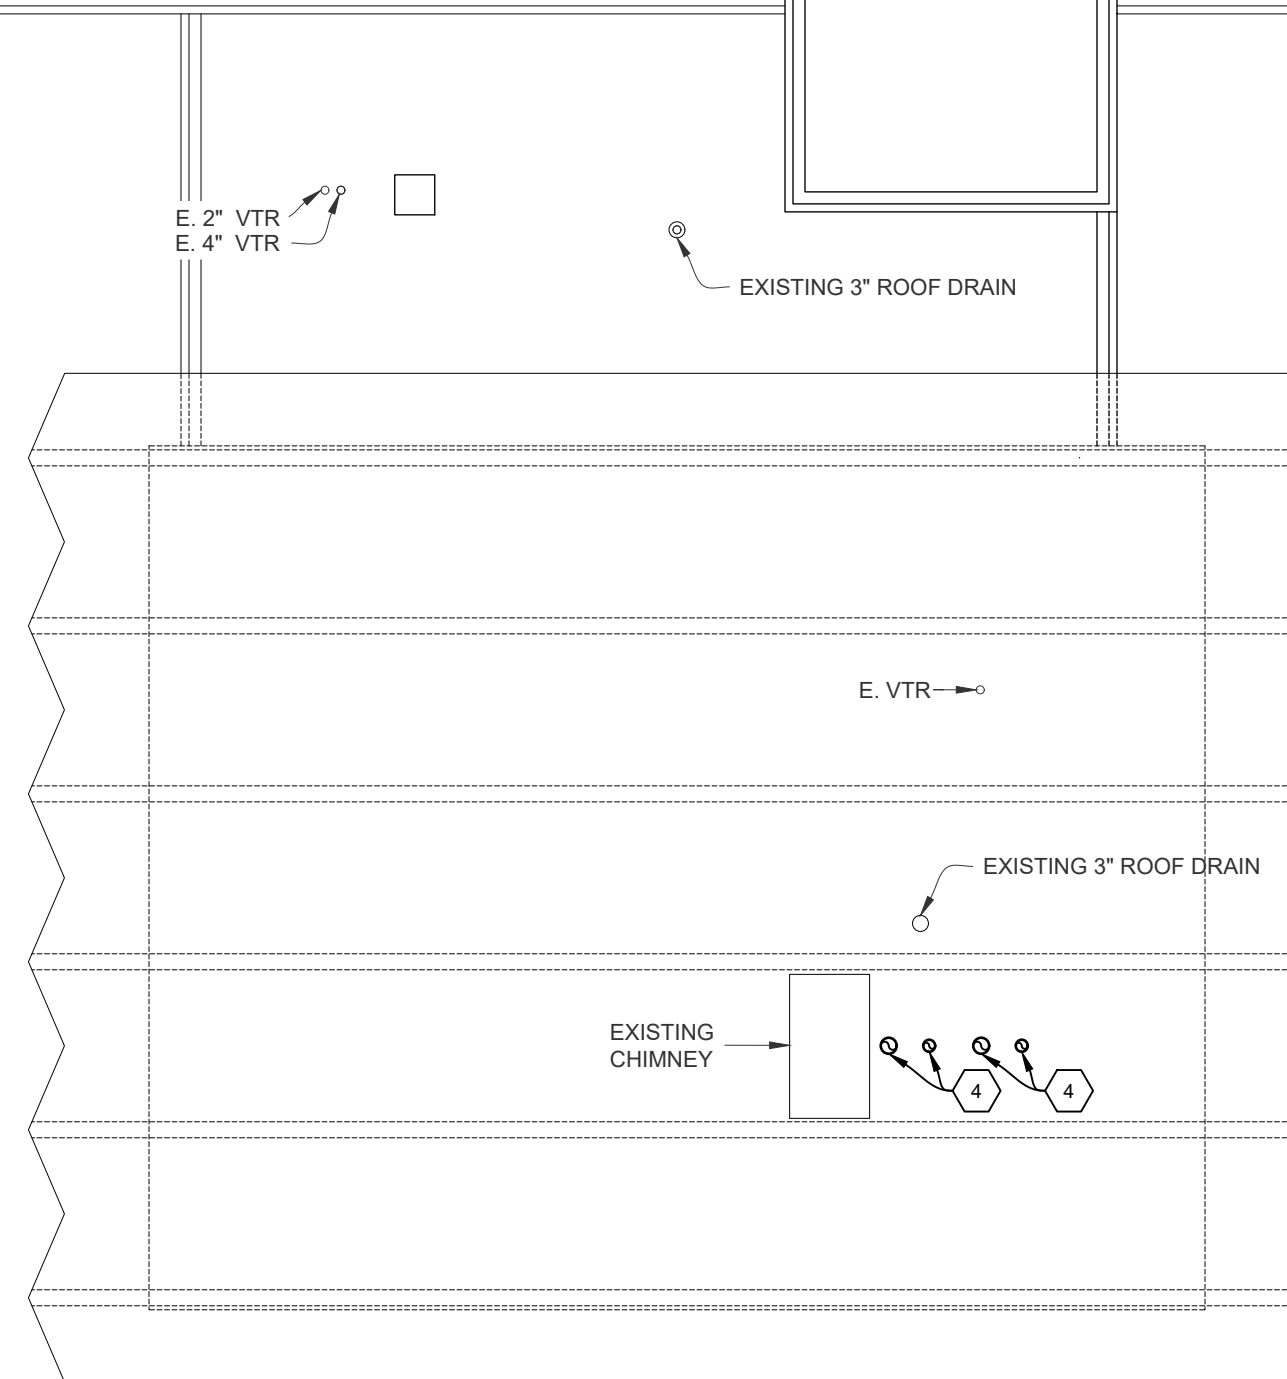 E. 2" VTR
E. 4" VTR
EXISTING 3" ROOF DRAIN
E. VTR
EXISTING 3" ROOF DRAIN
EXISTING
CHIMNEY
4
4